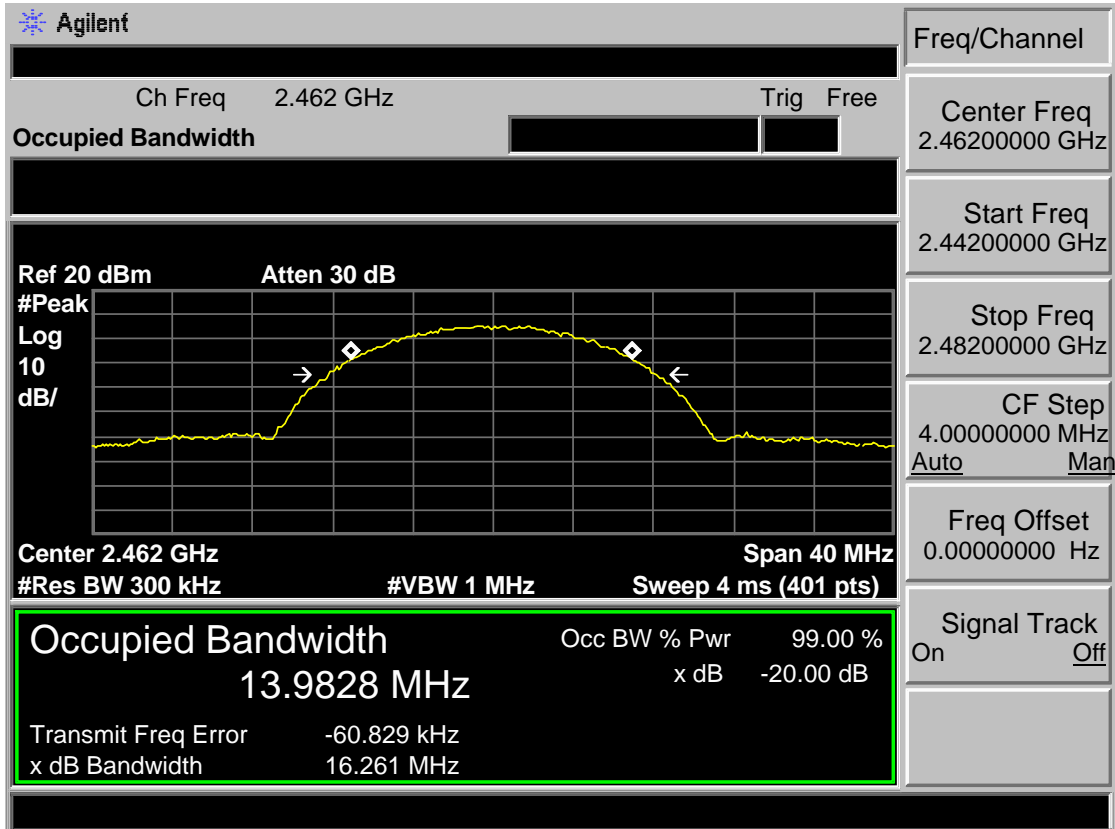 Agilent
Freq/Channel
Ch Freq 2.462 GHz Trig Free
Occupied Bandwidth
Center Freq
2.46200000 GHz
Start Freq
2.44200000 GHz
Stop Freq
2.48200000 GHz
CF Step
4.00000000 MHz
Auto Man
Freq Offset
0.00000000 Hz
Signal Track
On Off
Ref 20 dBm Atten 30 dB
#Peak
Log
10
dB/
Center 2.462 GHz Span 40 MHz
#Res BW 300 kHz #VBW 1 MHz Sweep 4 ms (401 pts)
Occupied Bandwidth
13.9828 MHz
Occ BW % Pwr 99.00 %
x dB -20.00 dB
Transmit Freq Error -60.829 kHz
x dB Bandwidth 16.261 MHz